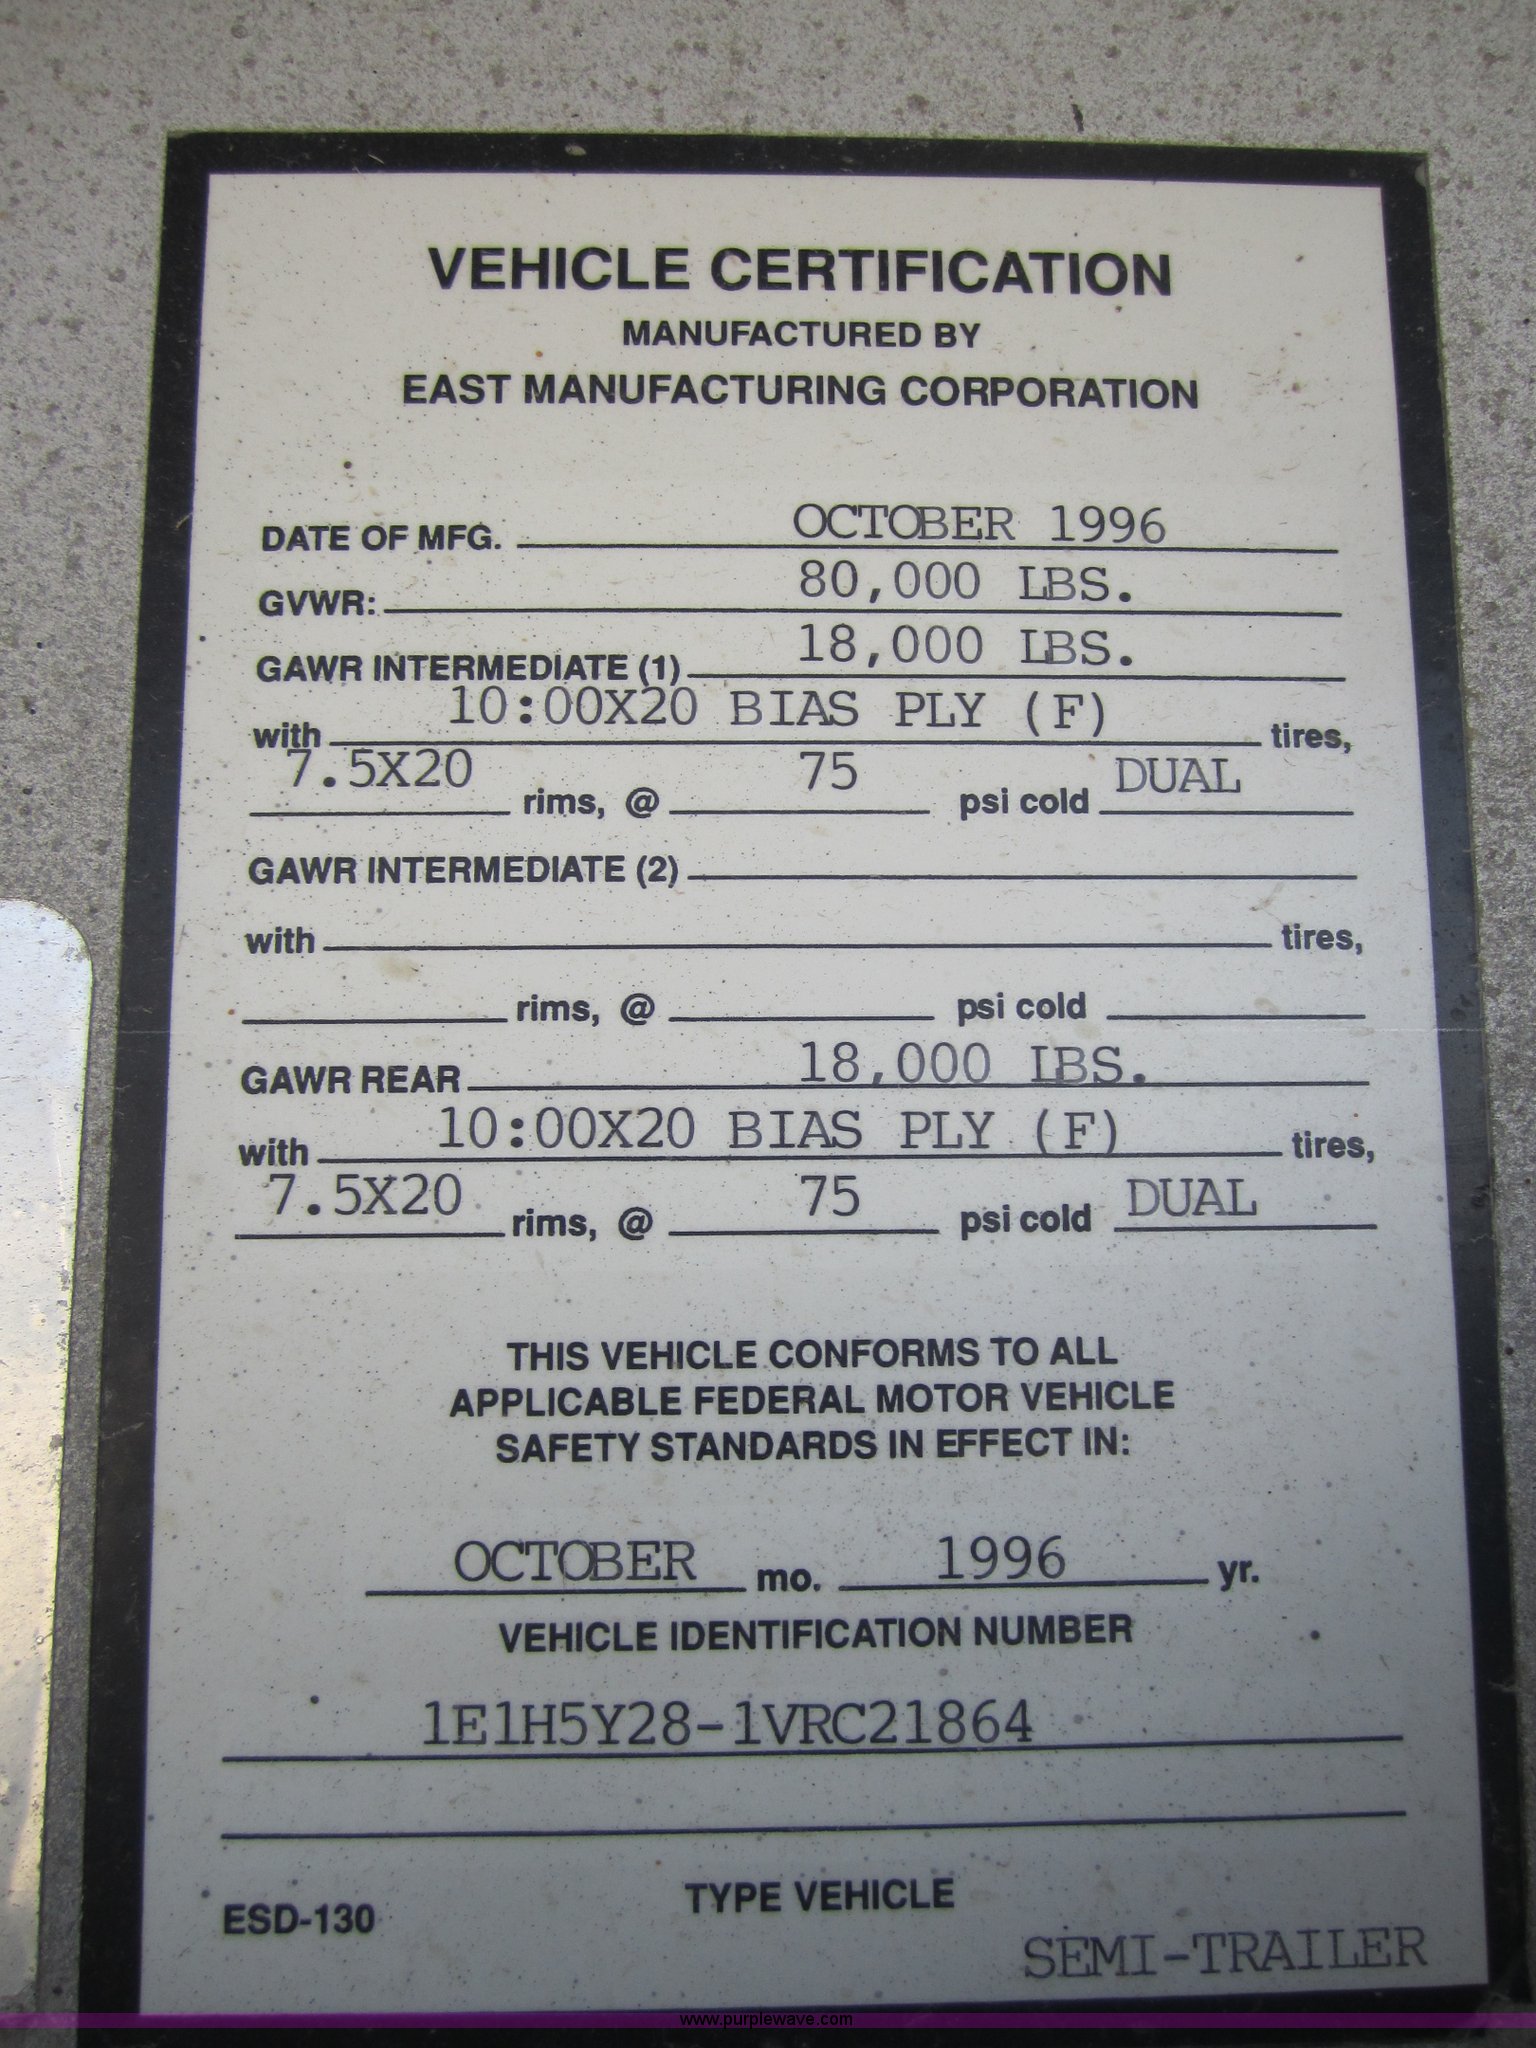 VEHICLE CERTIFICATION
MANUFACTURED BY
EAST MANUFACTURING CORPORATION
DATE OF MFG. OCTOBER 1996
GVWR: 80,000 LBS.
GAWR INTERMEDIATE (1) 18,000 LBS.
with 10:00X20 BIAS PLY (F) tires,
7.5X20 rims, @ 75 psi cold DUAL
GAWR INTERMEDIATE (2)
with tires,
rims, @ psi cold
GAWR REAR 18,000 LBS.
with 10:00X20 BIAS PLY (F) tires,
7.5X20 rims, @ 75 psi cold DUAL
THIS VEHICLE CONFORMS TO ALL
APPLICABLE FEDERAL MOTOR VEHICLE
SAFETY STANDARDS IN EFFECT IN:
OCTOBER mo. 1996 yr.
VEHICLE IDENTIFICATION NUMBER
1E1H5Y28-1VRC21864
TYPE VEHICLE
ESD-130
SEMI-TRAILER
www.purplewave.com